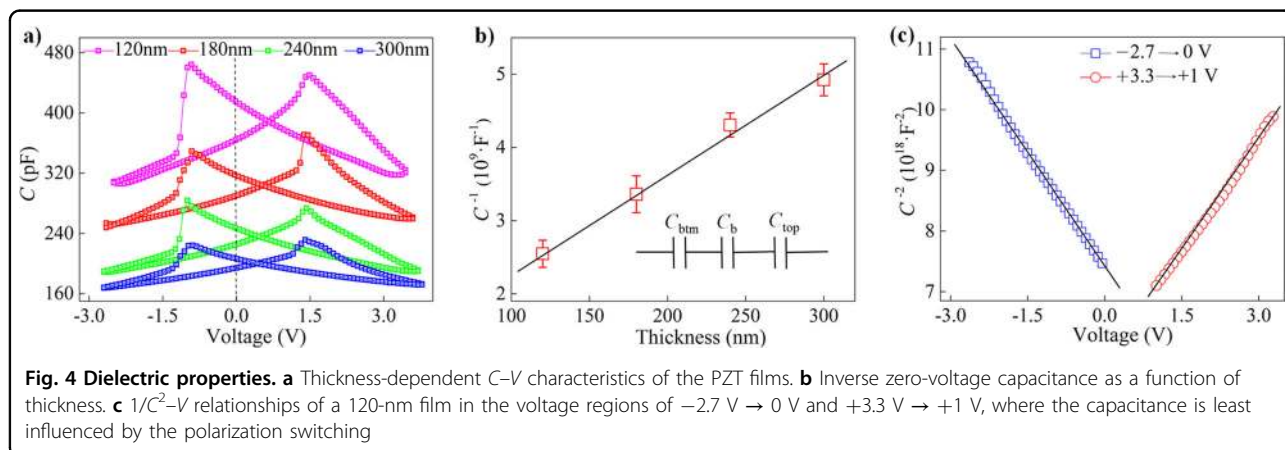 a)
120nm 180nm
240nm 300nm
480
400
320
240
160
C (pF)
-3.0 -1.5 0.0 1.5 3.0
Voltage (V)
b)
5
4
3
2
C⁻¹ (10⁹·F⁻¹)
C_btm C_b C_top
100 150 200 250 300
Thickness (nm)
(c)
11
10
9
8
7
C⁻² (10¹⁸·F⁻²)
−2.7 → 0 V
+3.3 → +1 V
-3.0 -1.5 0.0 1.5 3.0
Voltage (V)
Fig. 4 Dielectric properties. a Thickness-dependent C–V characteristics of the PZT films. b Inverse zero-voltage capacitance as a function of
thickness. c 1/C²–V relationships of a 120-nm film in the voltage regions of −2.7 V → 0 V and +3.3 V → +1 V, where the capacitance is least
influenced by the polarization switching